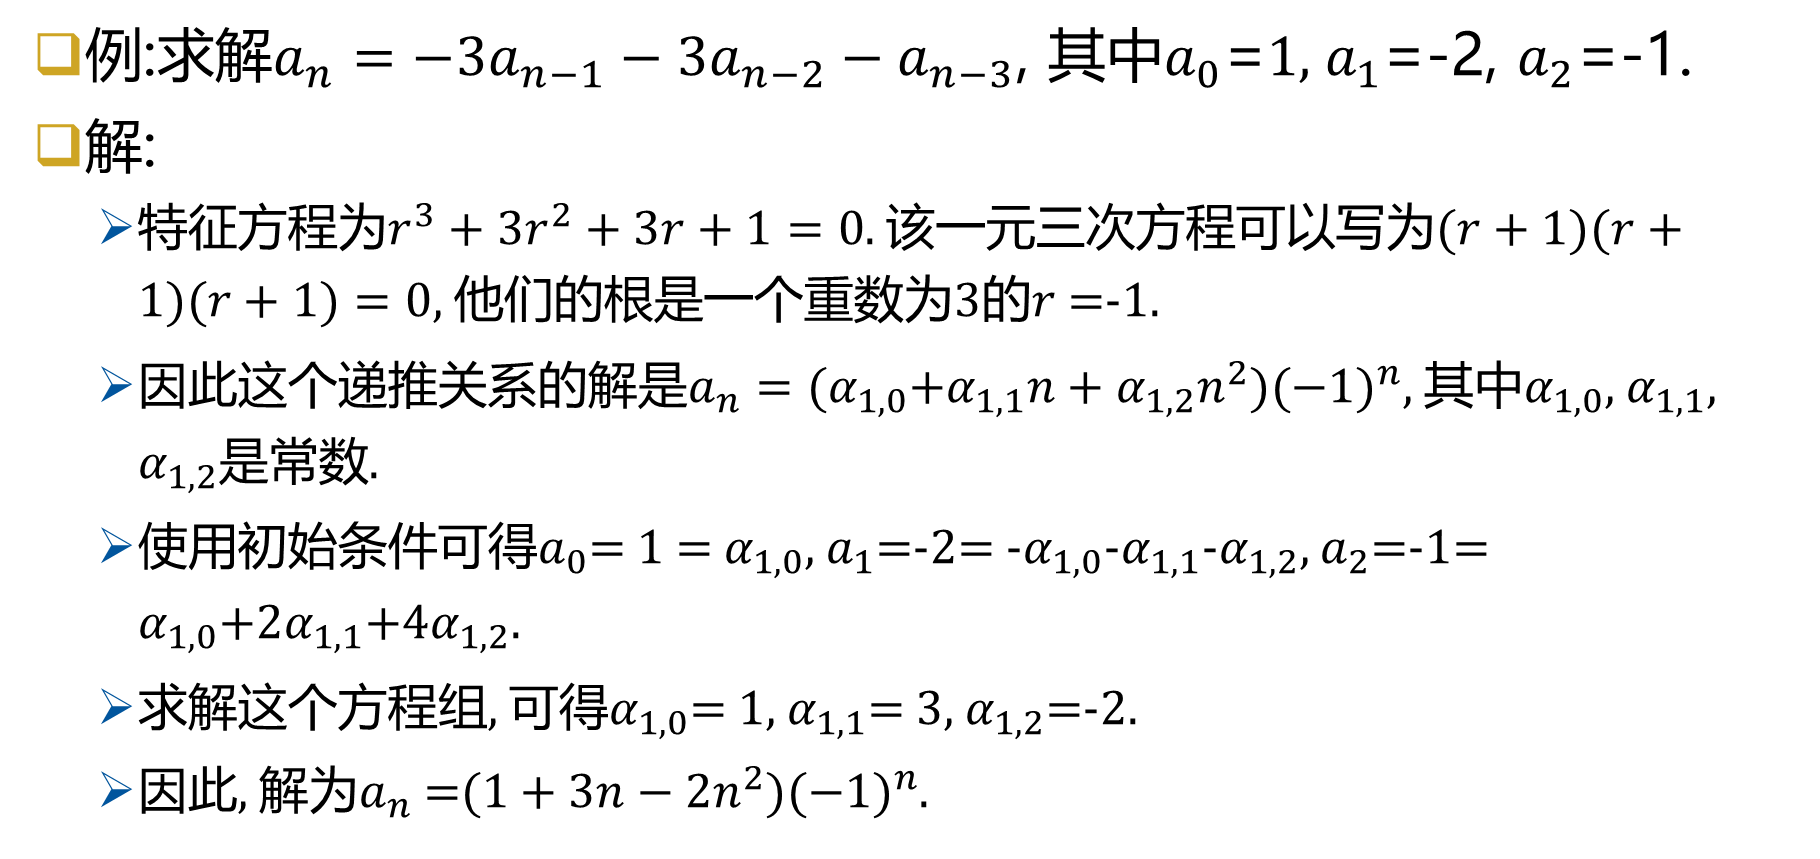 例:求解aₙ = −3aₙ₋₁ − 3aₙ₋₂ − aₙ₋₃, 其中a₀=1, a₁=-2, a₂=-1.
解:
特征方程为r³ + 3r² + 3r + 1 = 0. 该一元三次方程可以写为(r + 1)(r +
1)(r + 1) = 0, 他们的根是一个重数为3的r =-1.
因此这个递推关系的解是aₙ = (α₁,₀+α₁,₁n + α₁,₂n²)(−1)ⁿ, 其中α₁,₀, α₁,₁,
α₁,₂是常数.
使用初始条件可得a₀= 1 = α₁,₀, a₁=-2= -α₁,₀-α₁,₁-α₁,₂, a₂=-1=
α₁,₀+2α₁,₁+4α₁,₂.
求解这个方程组, 可得α₁,₀= 1, α₁,₁= 3, α₁,₂=-2.
因此, 解为aₙ =(1 + 3n − 2n²)(−1)ⁿ.